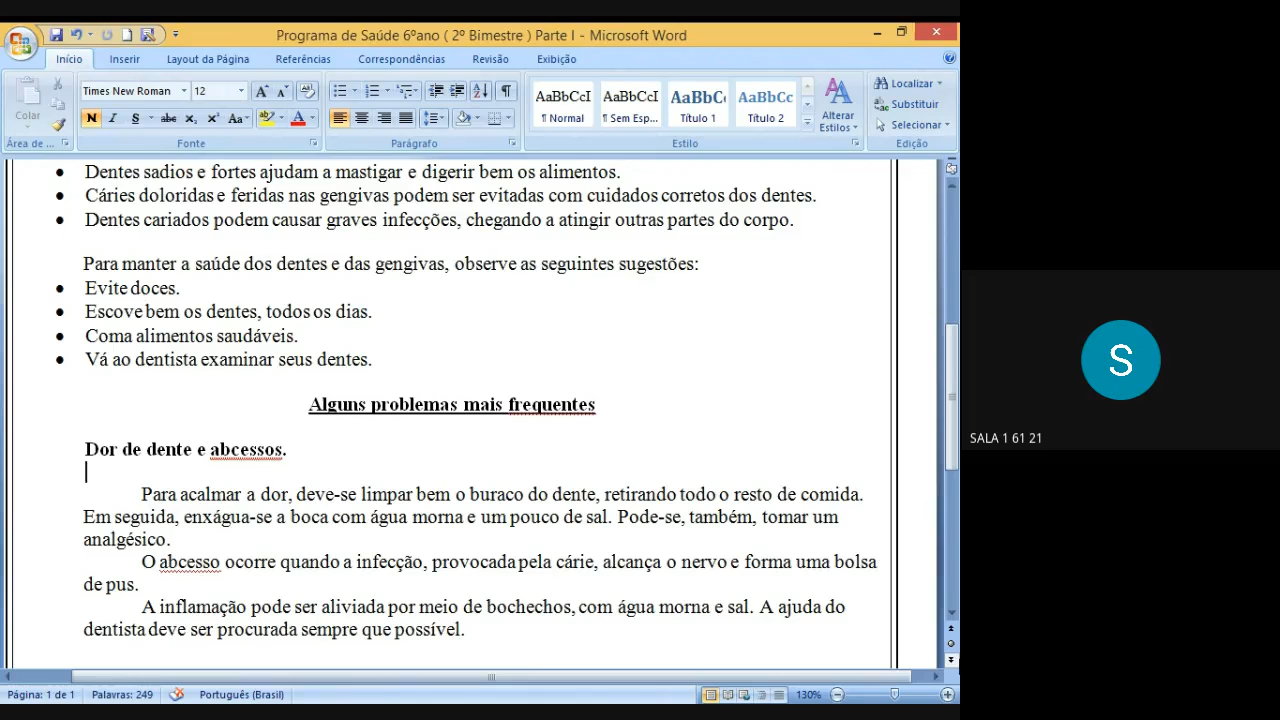 Programa de Saúde 6ºano ( 2º Bimestre ) Parte I - Microsoft Word
Início Inserir Layout da Página Referências Correspondências Revisão Exibição
Colar
Times New Roman 12
AaBbCcI AaBbCcI AaBbC AaBbCc
¶ Normal ¶ Sem Esp... Título 1 Título 2
Alterar Estilos
Localizar
Substituir
Selecionar
Área de ... Fonte Parágrafo Estilo Edição
• Dentes sadios e fortes ajudam a mastigar e digerir bem os alimentos.
• Cáries doloridas e feridas nas gengivas podem ser evitadas com cuidados corretos dos dentes.
• Dentes cariados podem causar graves infecções, chegando a atingir outras partes do corpo.
Para manter a saúde dos dentes e das gengivas, observe as seguintes sugestões:
• Evite doces.
• Escove bem os dentes, todos os dias.
• Coma alimentos saudáveis.
• Vá ao dentista examinar seus dentes.
Alguns problemas mais frequentes
Dor de dente e abcessos.
Para acalmar a dor, deve-se limpar bem o buraco do dente, retirando todo o resto de comida.
Em seguida, enxágua-se a boca com água morna e um pouco de sal. Pode-se, também, tomar um
analgésico.
O abcesso ocorre quando a infecção, provocada pela cárie, alcança o nervo e forma uma bolsa
de pus.
A inflamação pode ser aliviada por meio de bochechos, com água morna e sal. A ajuda do
dentista deve ser procurada sempre que possível.
Página: 1 de 1 Palavras: 249 Português (Brasil) 130%
S
SALA 1 61 21